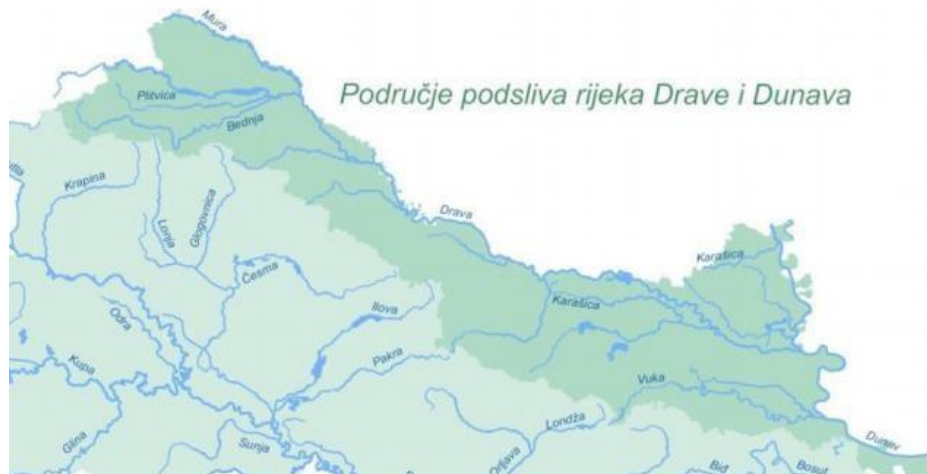 Mura
Područje podsliva rijeka Drave i Dunava
Plitvica
Bednja
Krapina
Glogovnica
Lonja
Drava
Karašica
Česma
Karašica
Ilova
Odra
Pakra
Kupa
Vuka
Londža
Glina
Sunja
Orljava
Dunav
Biđ
Bosut